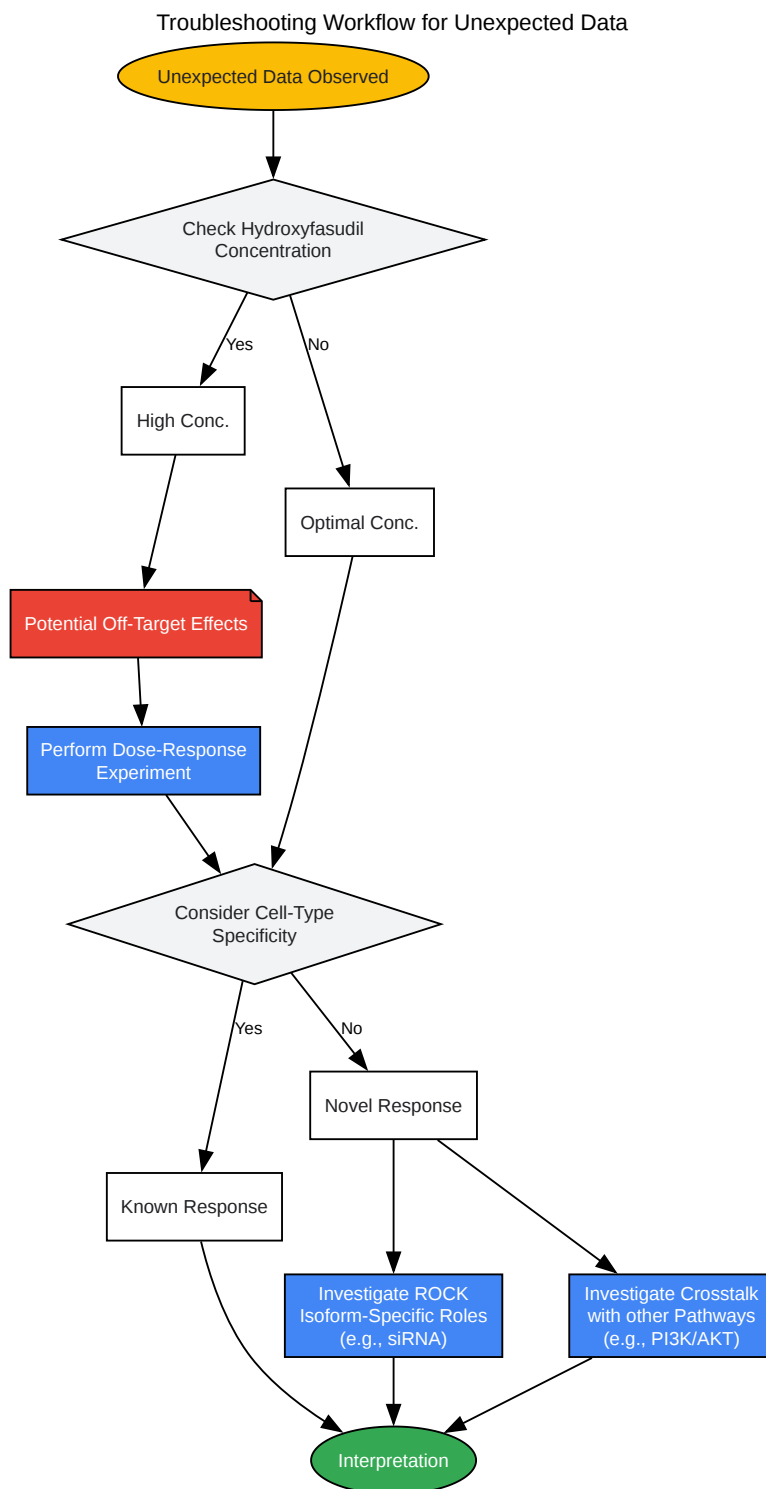 Troubleshooting Workflow for Unexpected Data
Unexpected Data Observed
Check Hydroxyfasudil
Concentration
Yes
No
High Conc.
Optimal Conc.
Potential Off-Target Effects
Perform Dose-Response
Experiment
Consider Cell-Type
Specificity
Yes
No
Novel Response
Known Response
Investigate ROCK
Isoform-Specific Roles
(e.g., siRNA)
Investigate Crosstalk
with other Pathways
(e.g., PI3K/AKT)
Interpretation